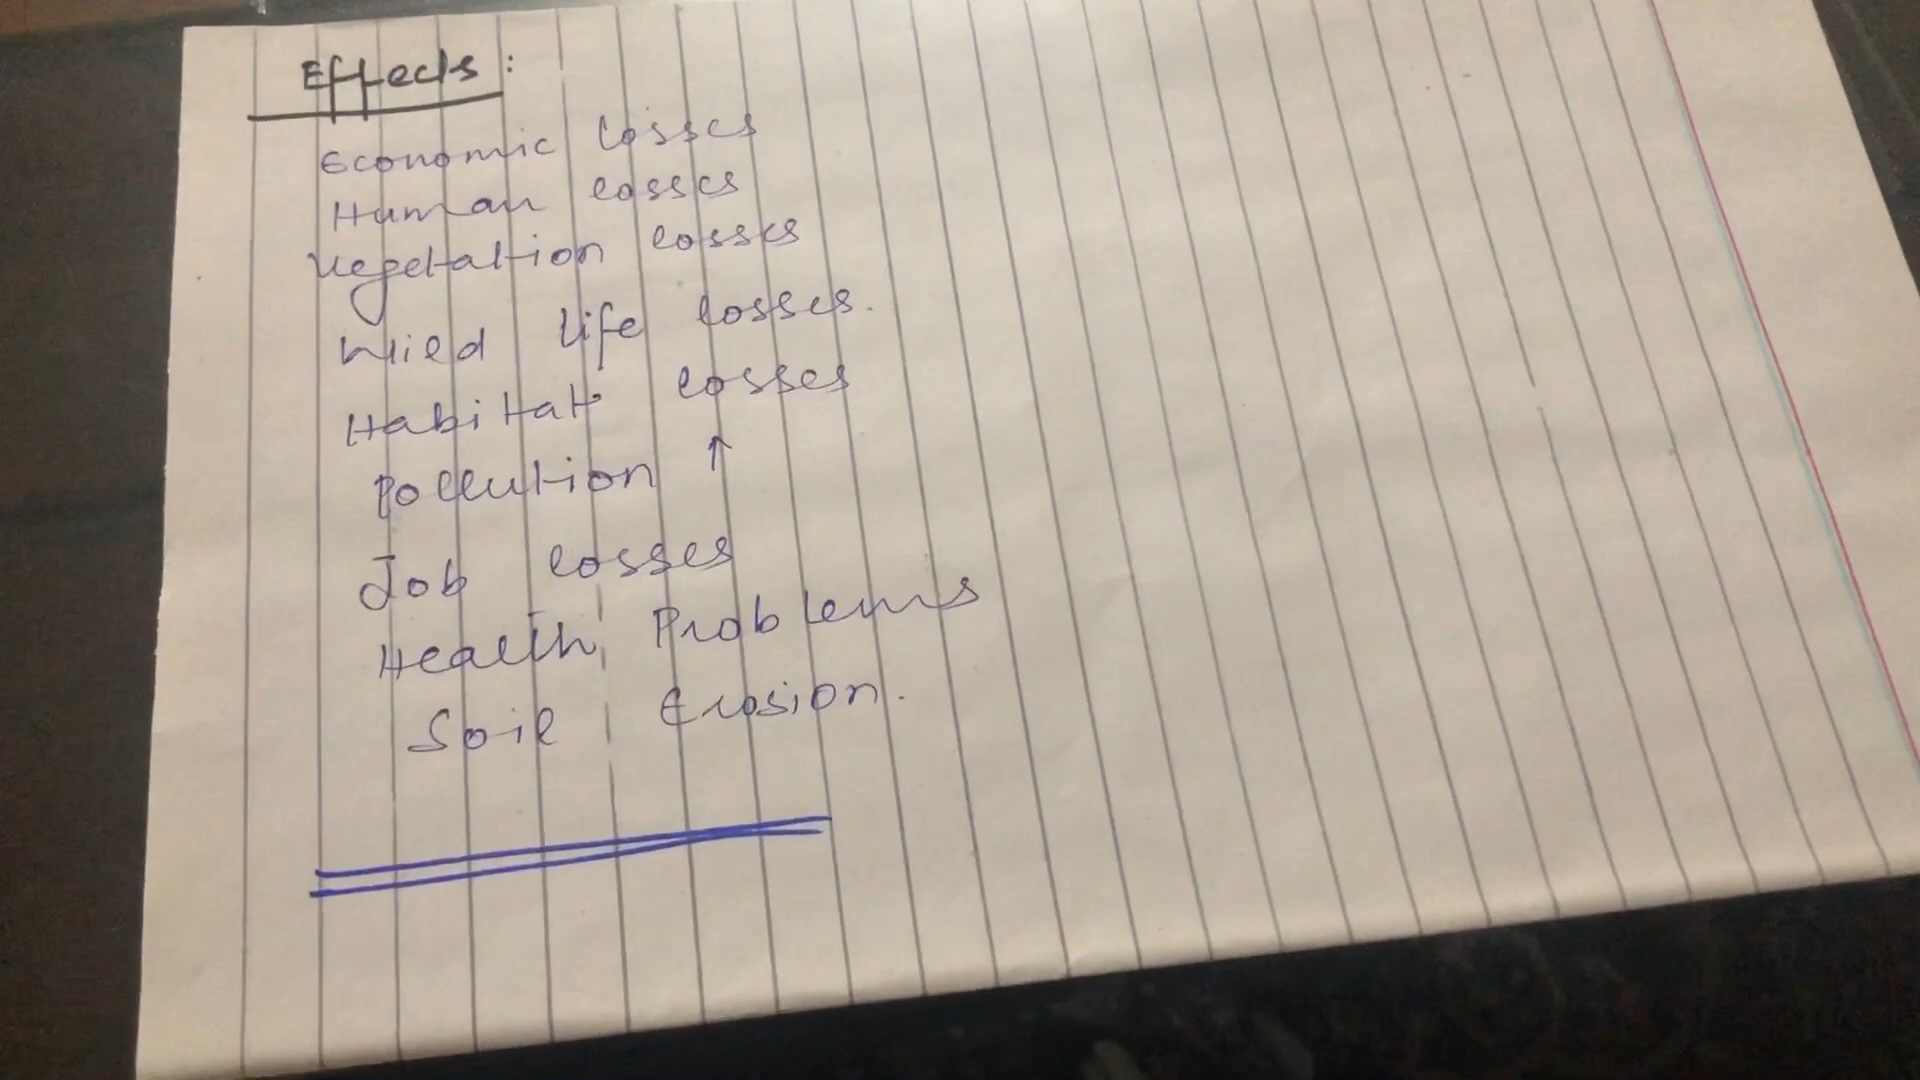 Effects:
Economic losses
Human losses
Vegetation losses
Wild life losses.
Habitat losses
Pollution ↑
Job losses
Health Problems
Soil Erosion.